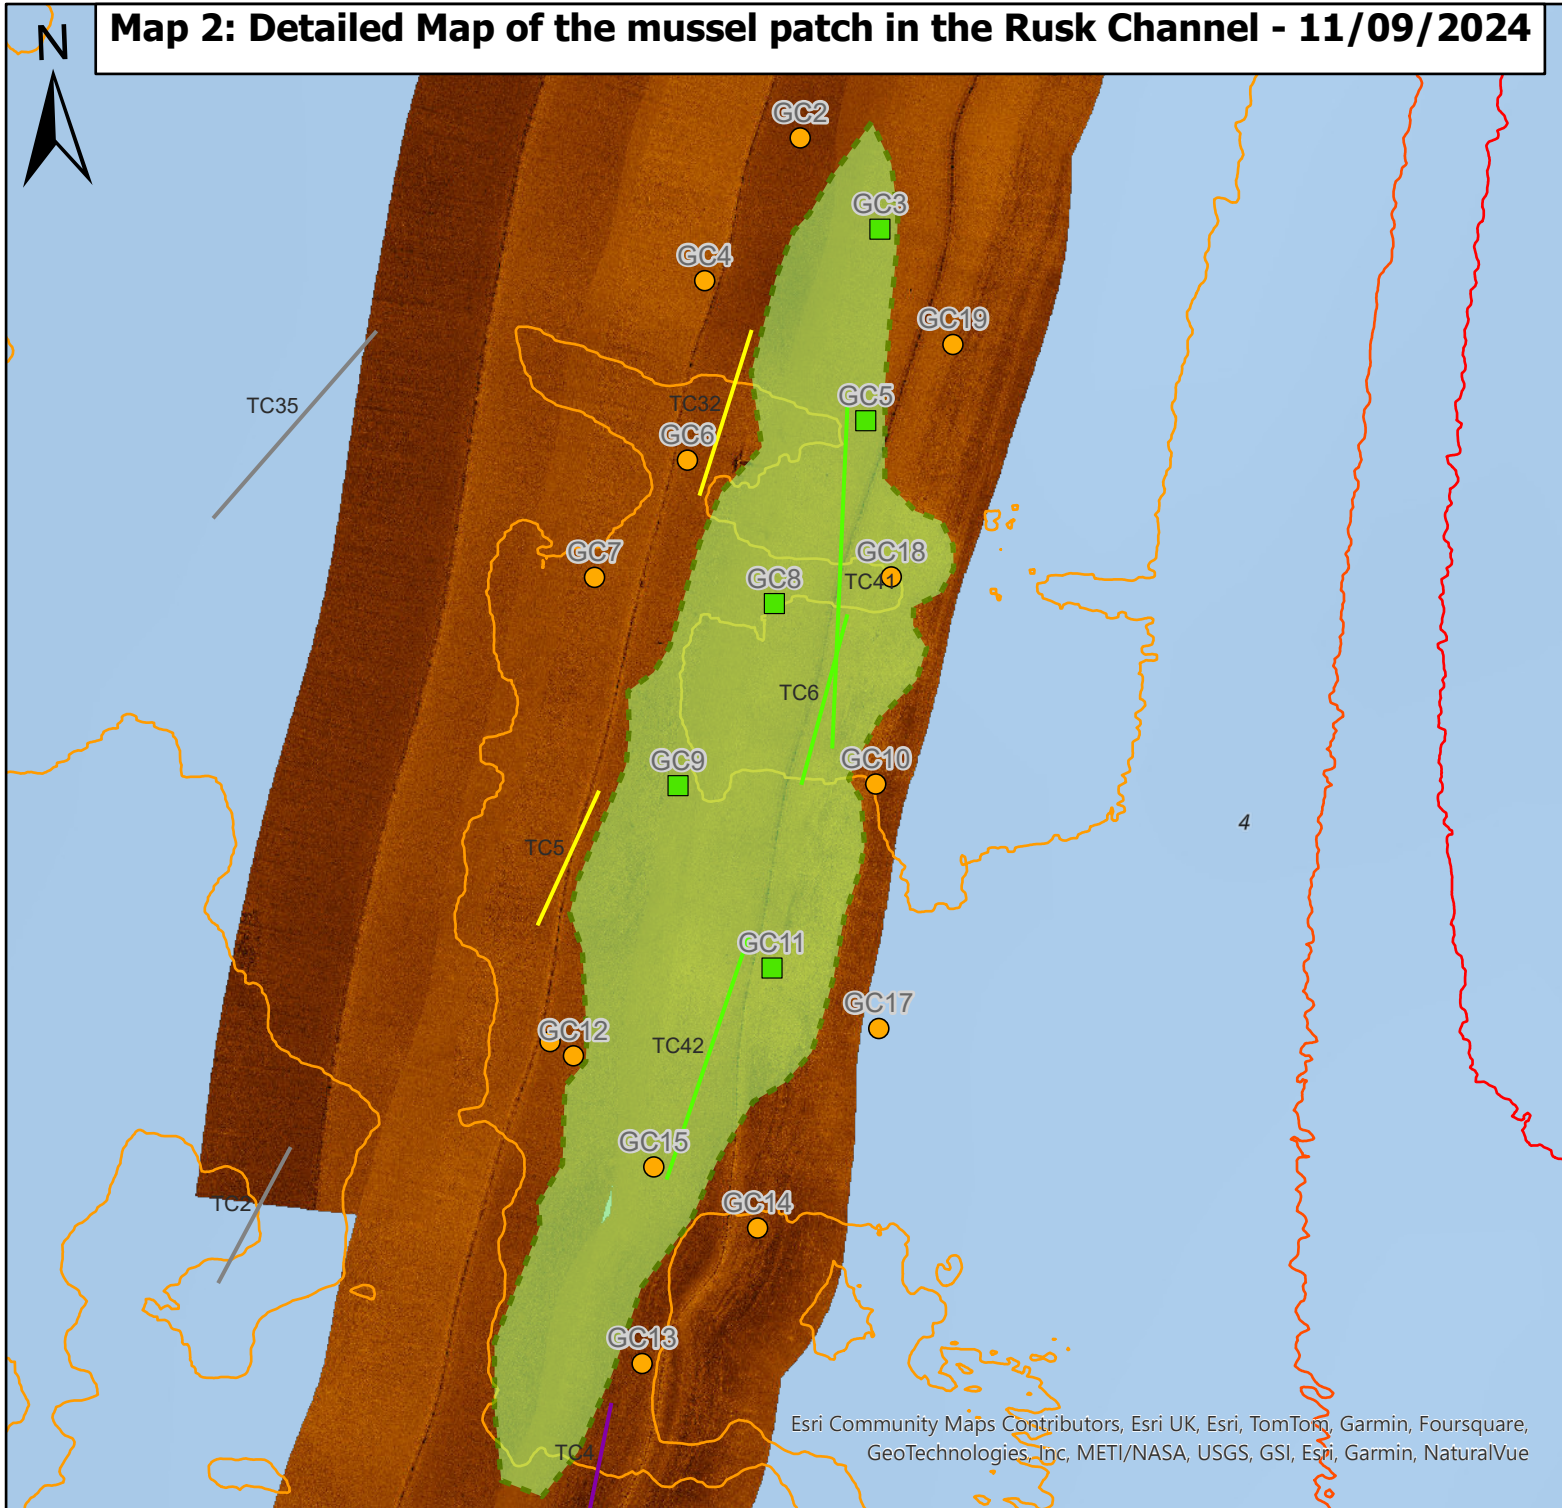 Map 2: Detailed Map of the mussel patch in the Rusk Channel - 11/09/2024
N
GC2
GC3
GC4
GC19
TC35
TC32
GC5
GC6
GC7
GC18
GC8
TC41
TC6
GC9
GC10
4
TC5
GC11
GC17
GC12
TC42
GC15
GC14
TC2
GC13
TC4
Esri Community Maps Contributors, Esri UK, Esri, TomTom, Garmin, Foursquare,
GeoTechnologies, Inc, METI/NASA, USGS, GSI, Esri, Garmin, NaturalVue